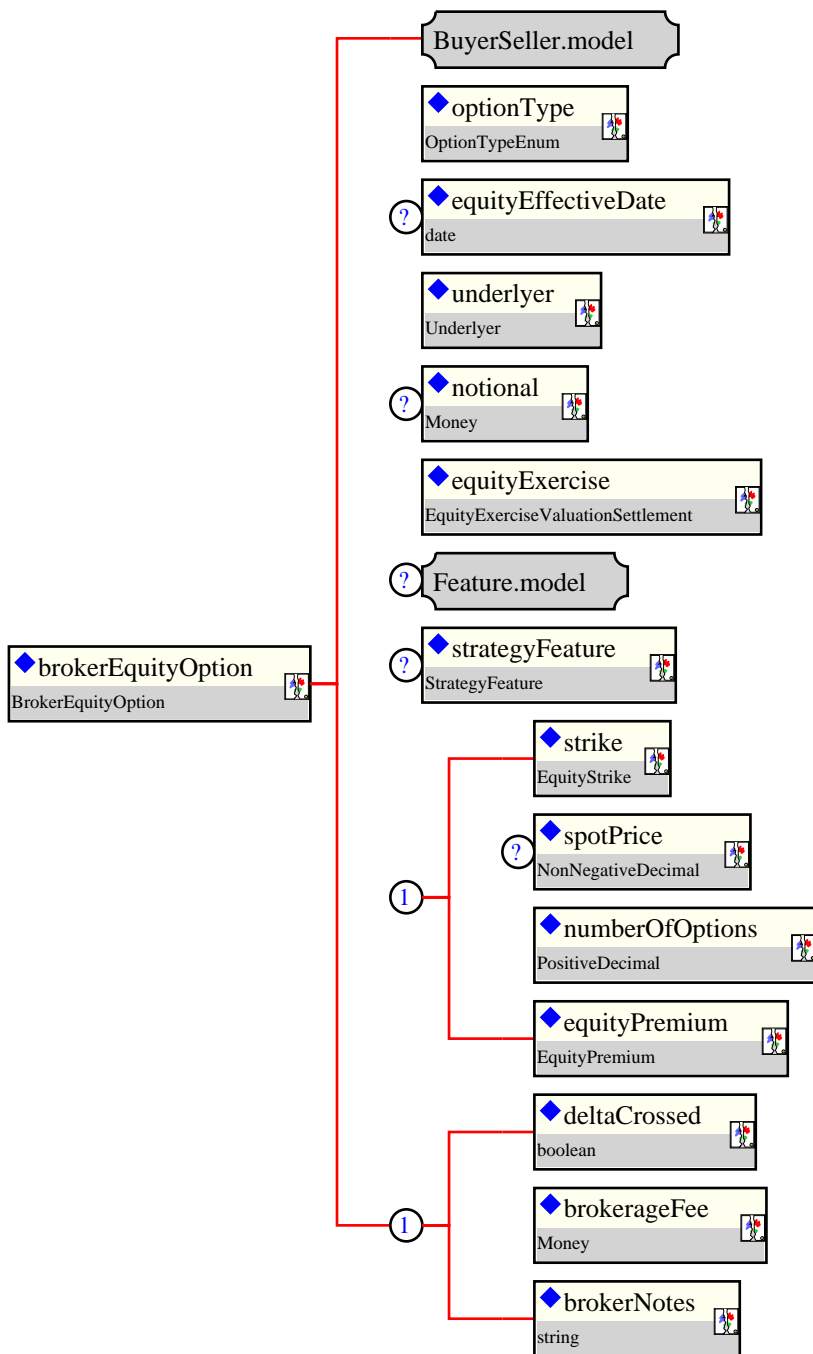 BuyerSeller.model
optionType
OptionTypeEnum
?
equityEffectiveDate
date
underlyer
Underlyer
?
notional
Money
equityExercise
EquityExerciseValuationSettlement
?
Feature.model
?
strategyFeature
StrategyFeature
brokerEquityOption
BrokerEquityOption
strike
EquityStrike
?
spotPrice
NonNegativeDecimal
1
numberOfOptions
PositiveDecimal
equityPremium
EquityPremium
deltaCrossed
boolean
1
brokerageFee
Money
brokerNotes
string